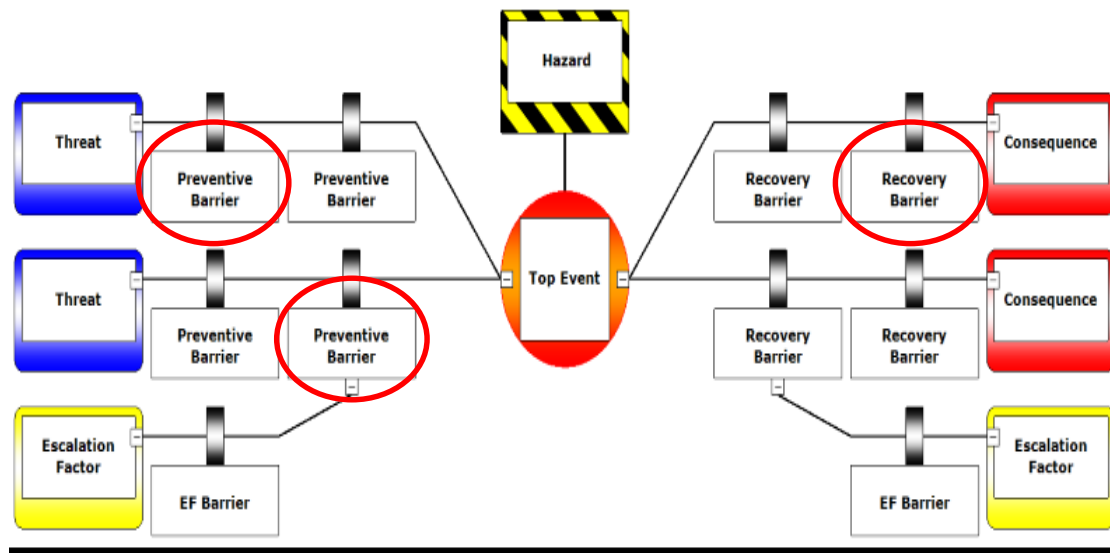 Hazard
Threat
Preventive
Barrier
Preventive
Barrier
Recovery
Barrier
Recovery
Barrier
Consequence
Threat
Preventive
Barrier
Preventive
Barrier
Top Event
Recovery
Barrier
Recovery
Barrier
Consequence
Escalation
Factor
EF Barrier
EF Barrier
Escalation
Factor